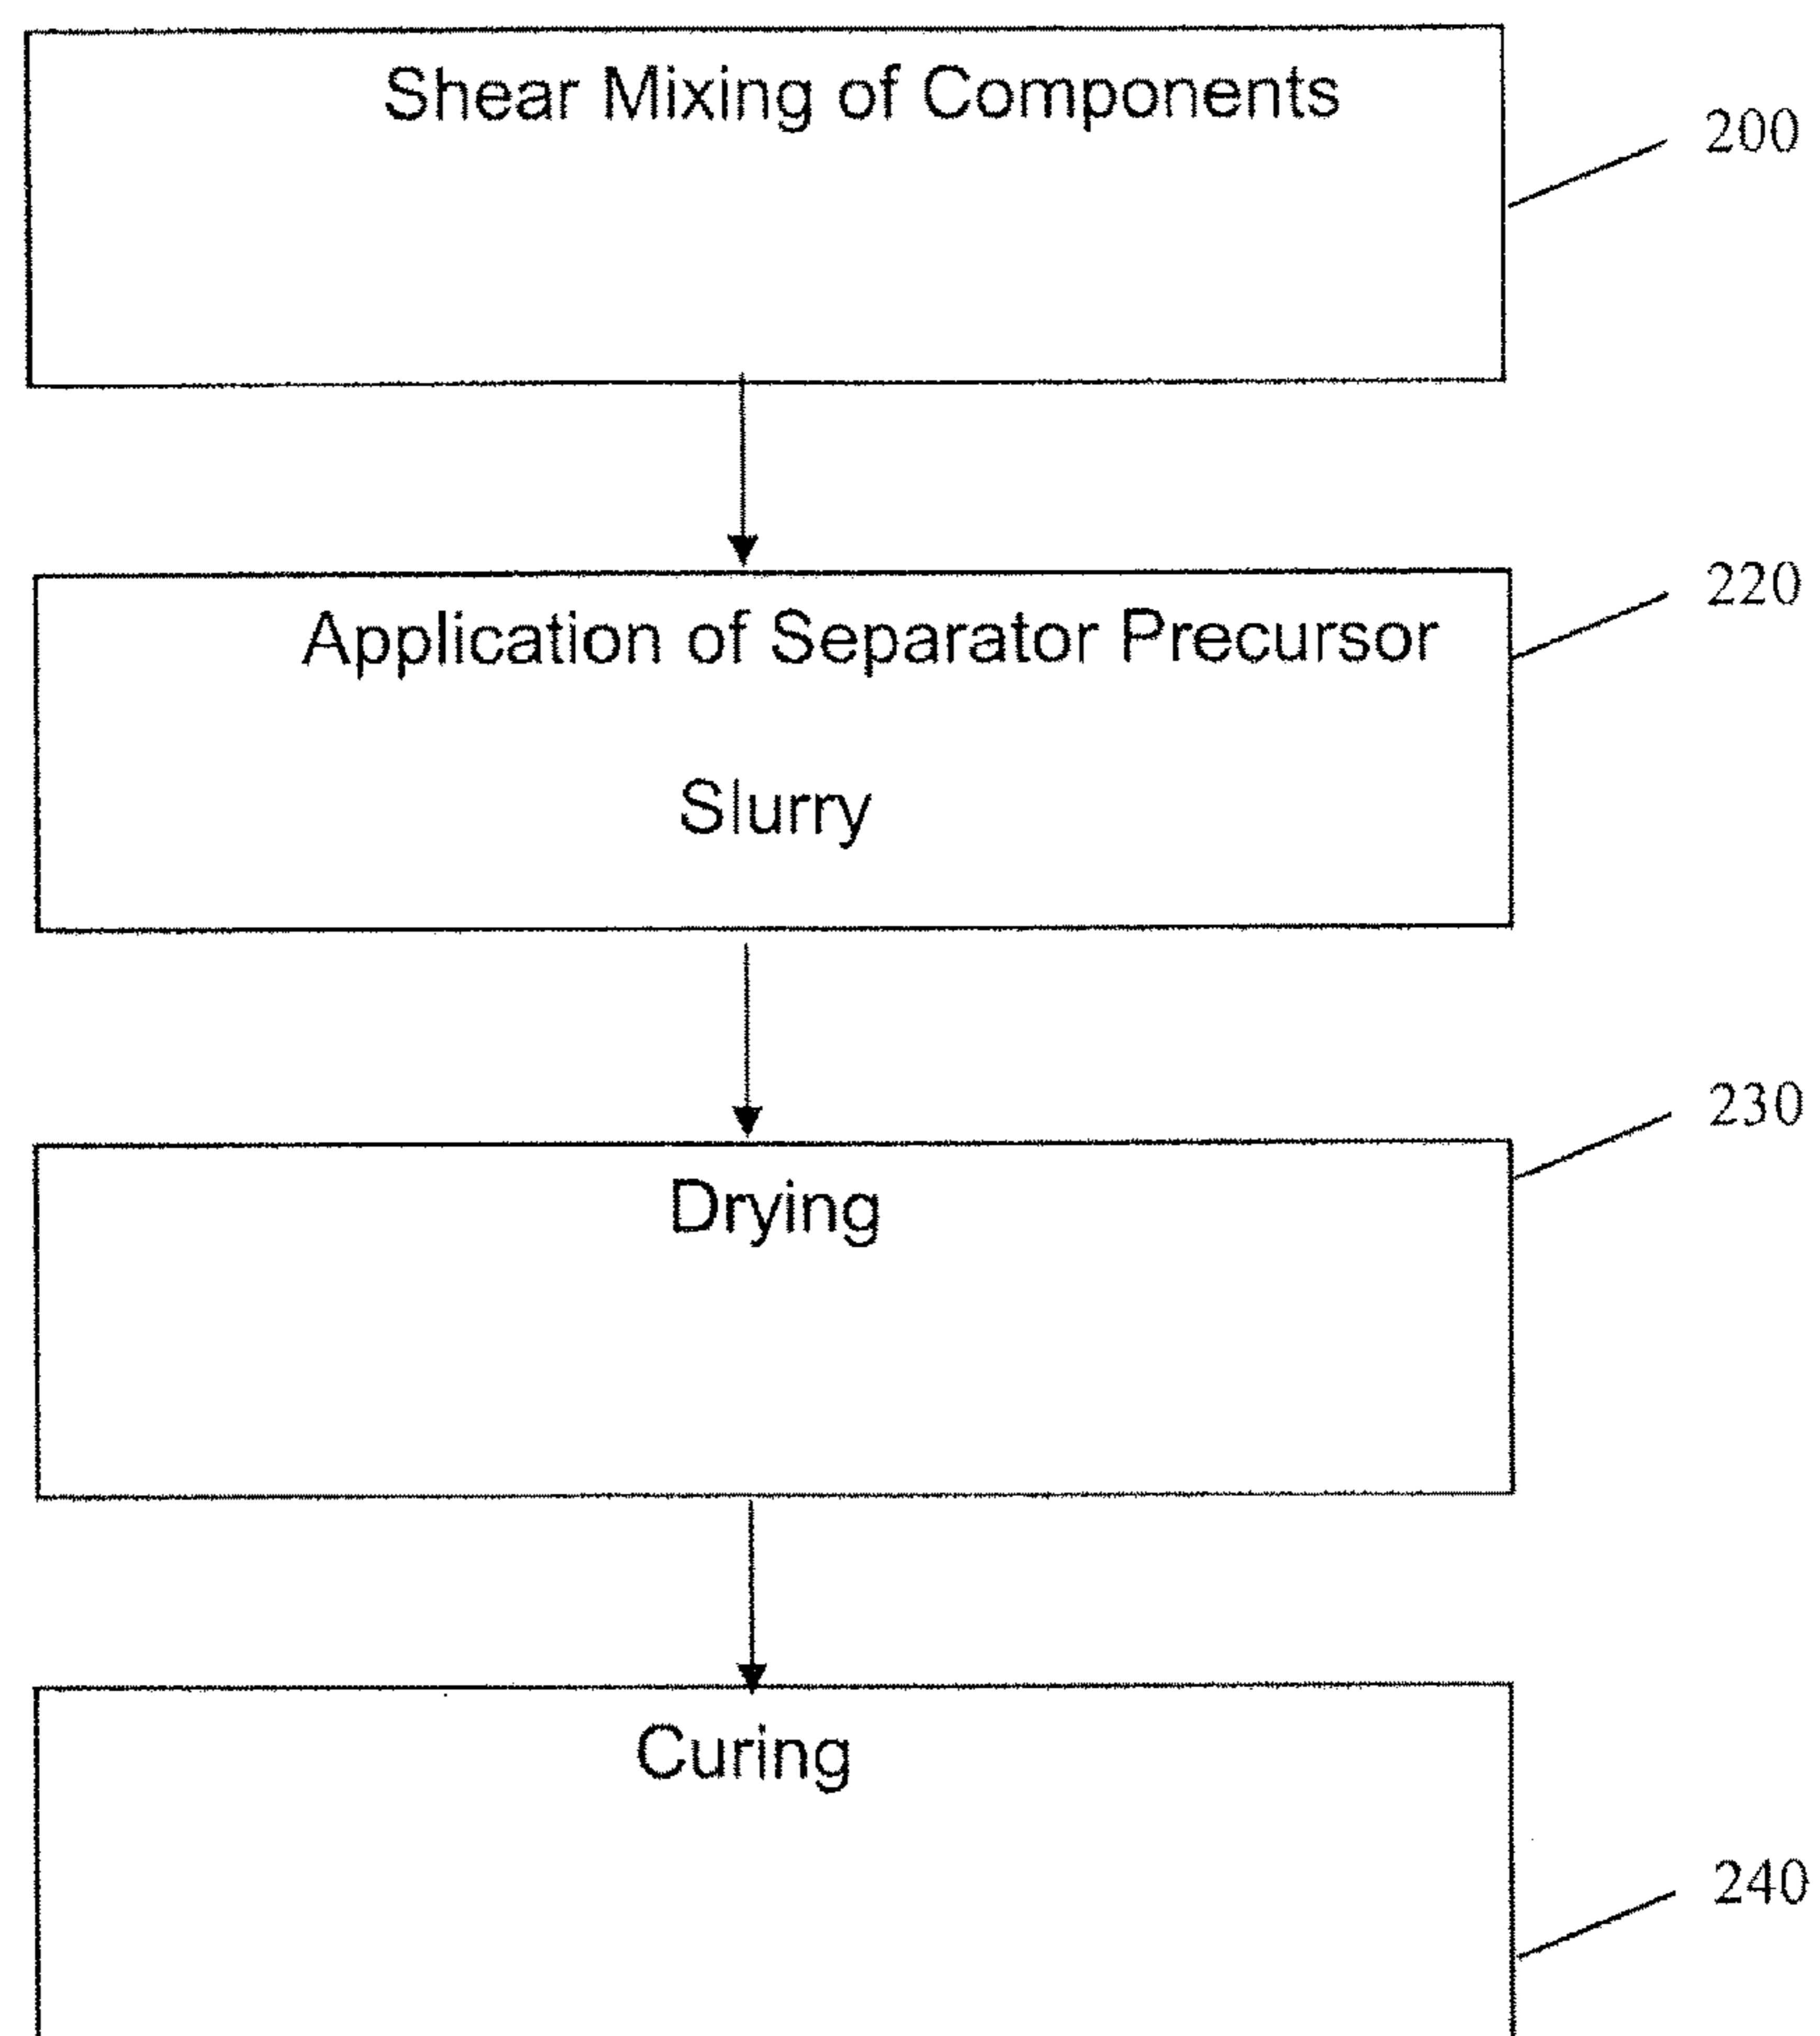 Shear Mixing of Components
200
Application of Separator Precursor
220
Slurry
Drying
230
Curing
240